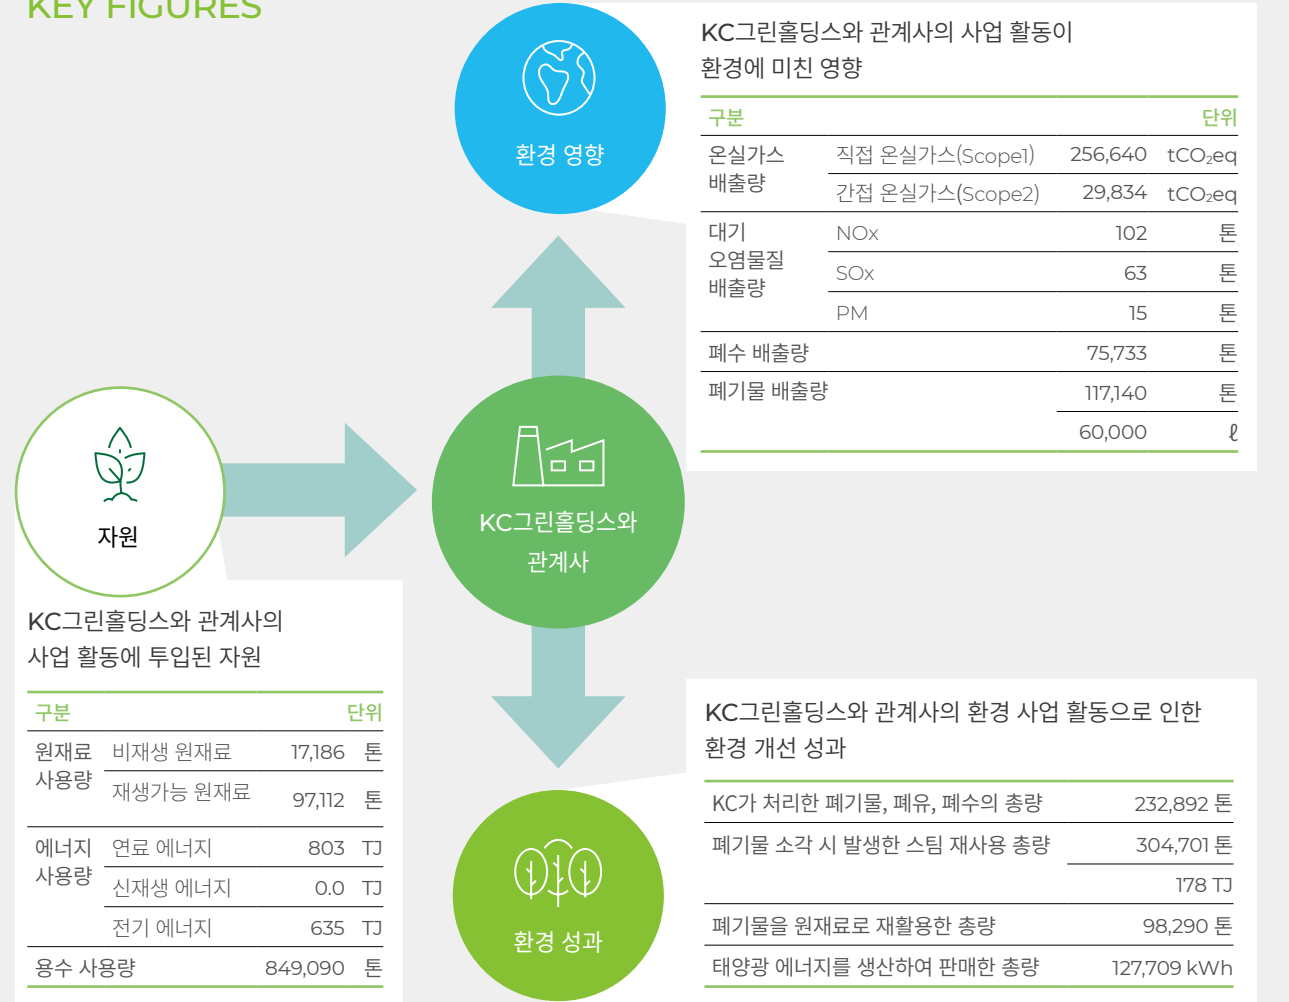 KEY FIGURES
환경 영향
KC그린홀딩스와 관계사의 사업 활동이
환경에 미친 영향
구분 단위
온실가스 배출량 직접 온실가스(Scope1) 256,640 tCO₂eq
간접 온실가스(Scope2) 29,834 tCO₂eq
대기 오염물질 배출량 NOx 102 톤
SOx 63 톤
PM 15 톤
폐수 배출량 75,733 톤
폐기물 배출량 117,140 톤
60,000 ℓ
자원
KC그린홀딩스와
관계사
KC그린홀딩스와 관계사의
사업 활동에 투입된 자원
구분 단위
원재료 사용량 비재생 원재료 17,186 톤
재생가능 원재료 97,112 톤
에너지 사용량 연료 에너지 803 TJ
신재생 에너지 0.0 TJ
전기 에너지 635 TJ
용수 사용량 849,090 톤
환경 성과
KC그린홀딩스와 관계사의 환경 사업 활동으로 인한
환경 개선 성과
KC가 처리한 폐기물, 폐유, 폐수의 총량 232,892 톤
폐기물 소각 시 발생한 스팀 재사용 총량 304,701 톤
178 TJ
폐기물을 원재료로 재활용한 총량 98,290 톤
태양광 에너지를 생산하여 판매한 총량 127,709 kWh